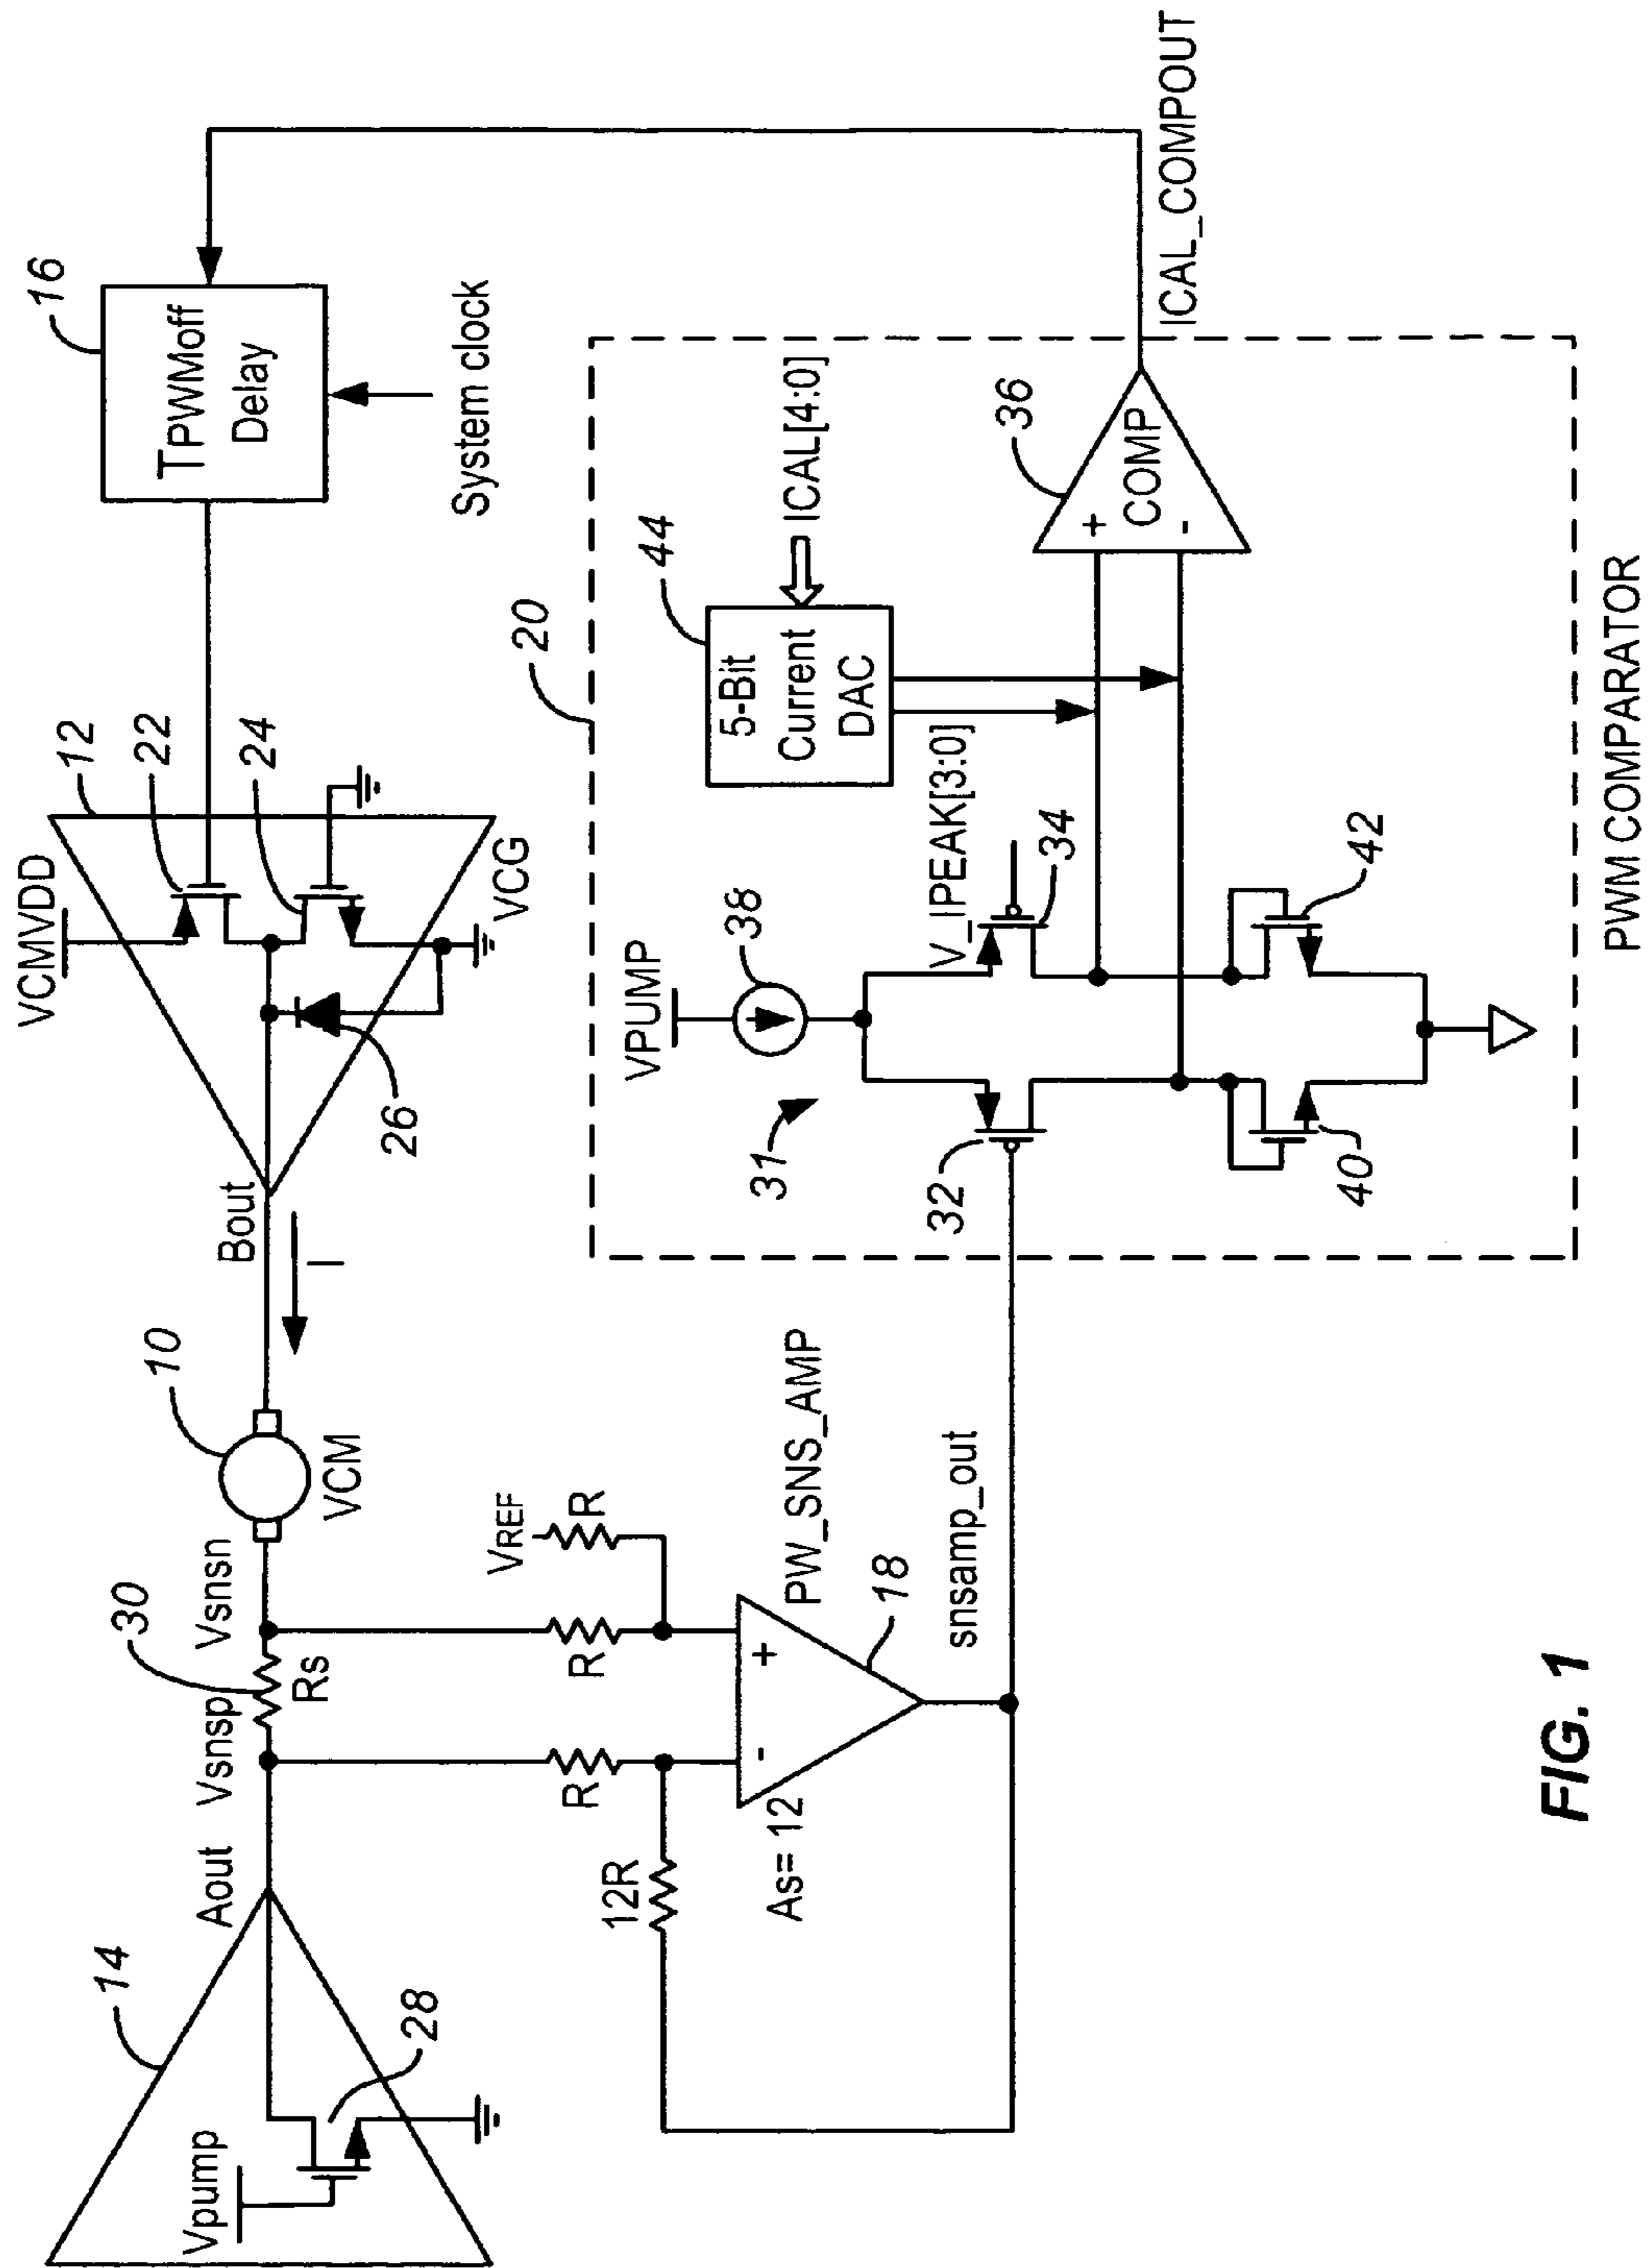 14
Vpump
28
Aout
Vsnsp
30
Vsnsn
Rs
10
VCM
Bout
I
12
VCMVDD
22
24
26
VCG
16
TPWMoff
Delay
System clock
12R
R
R
VREF
R
-
+
As= 12
PW_SNS_AMP
18
snsamp_out
20
31
VPUMP
38
32
V_IPEAK[3:0]
34
40
42
44
5-Bit
Current
DAC
ICAL[4:0]
36
+
COMP
-
ICAL_COMPOUT
PWM COMPARATOR
FIG. 1